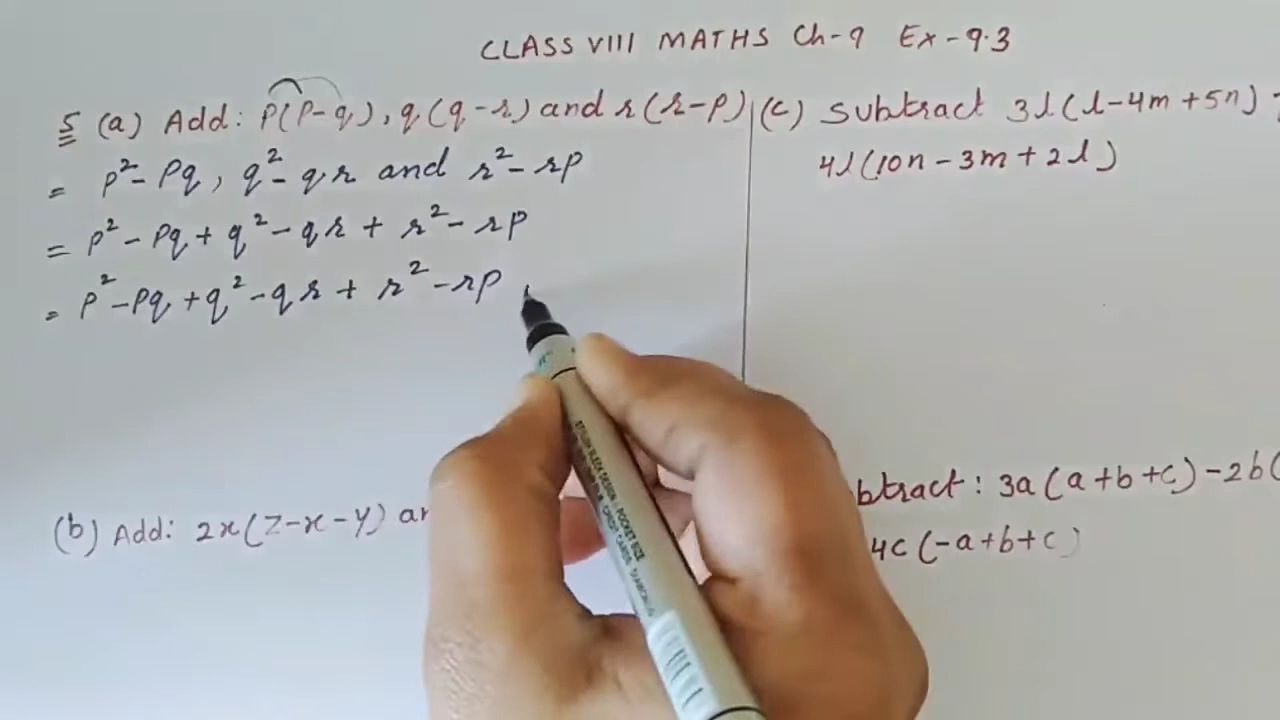 CLASS VIII MATHS Ch-9 Ex-9.3
5 (a) Add: p(p-q), q(q-r) and r(r-p)
= p²-pq, q²-qr and r²-rp
= p²-pq+q²-qr+r²-rp
= p²-pq+q²-qr+r²-rp
(b) Add: 2x(z-x-y)
(c) Subtract 3l(l-4m+5n)
4l(10n-3m+2l)
3a(a+b+c)-2b(
4c(-a+b+c)